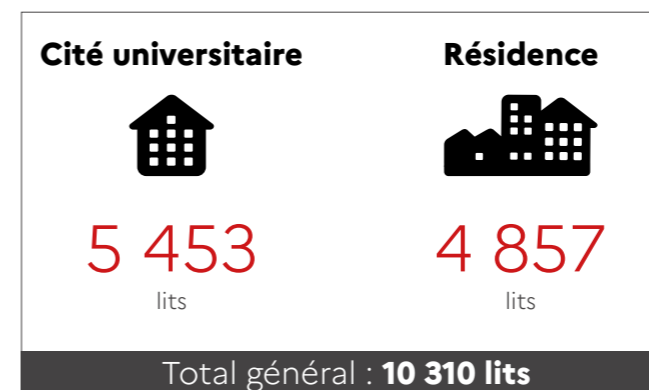 Cité universitaire
5 453
lits
Résidence
4 857
lits
Total général : 10 310 lits